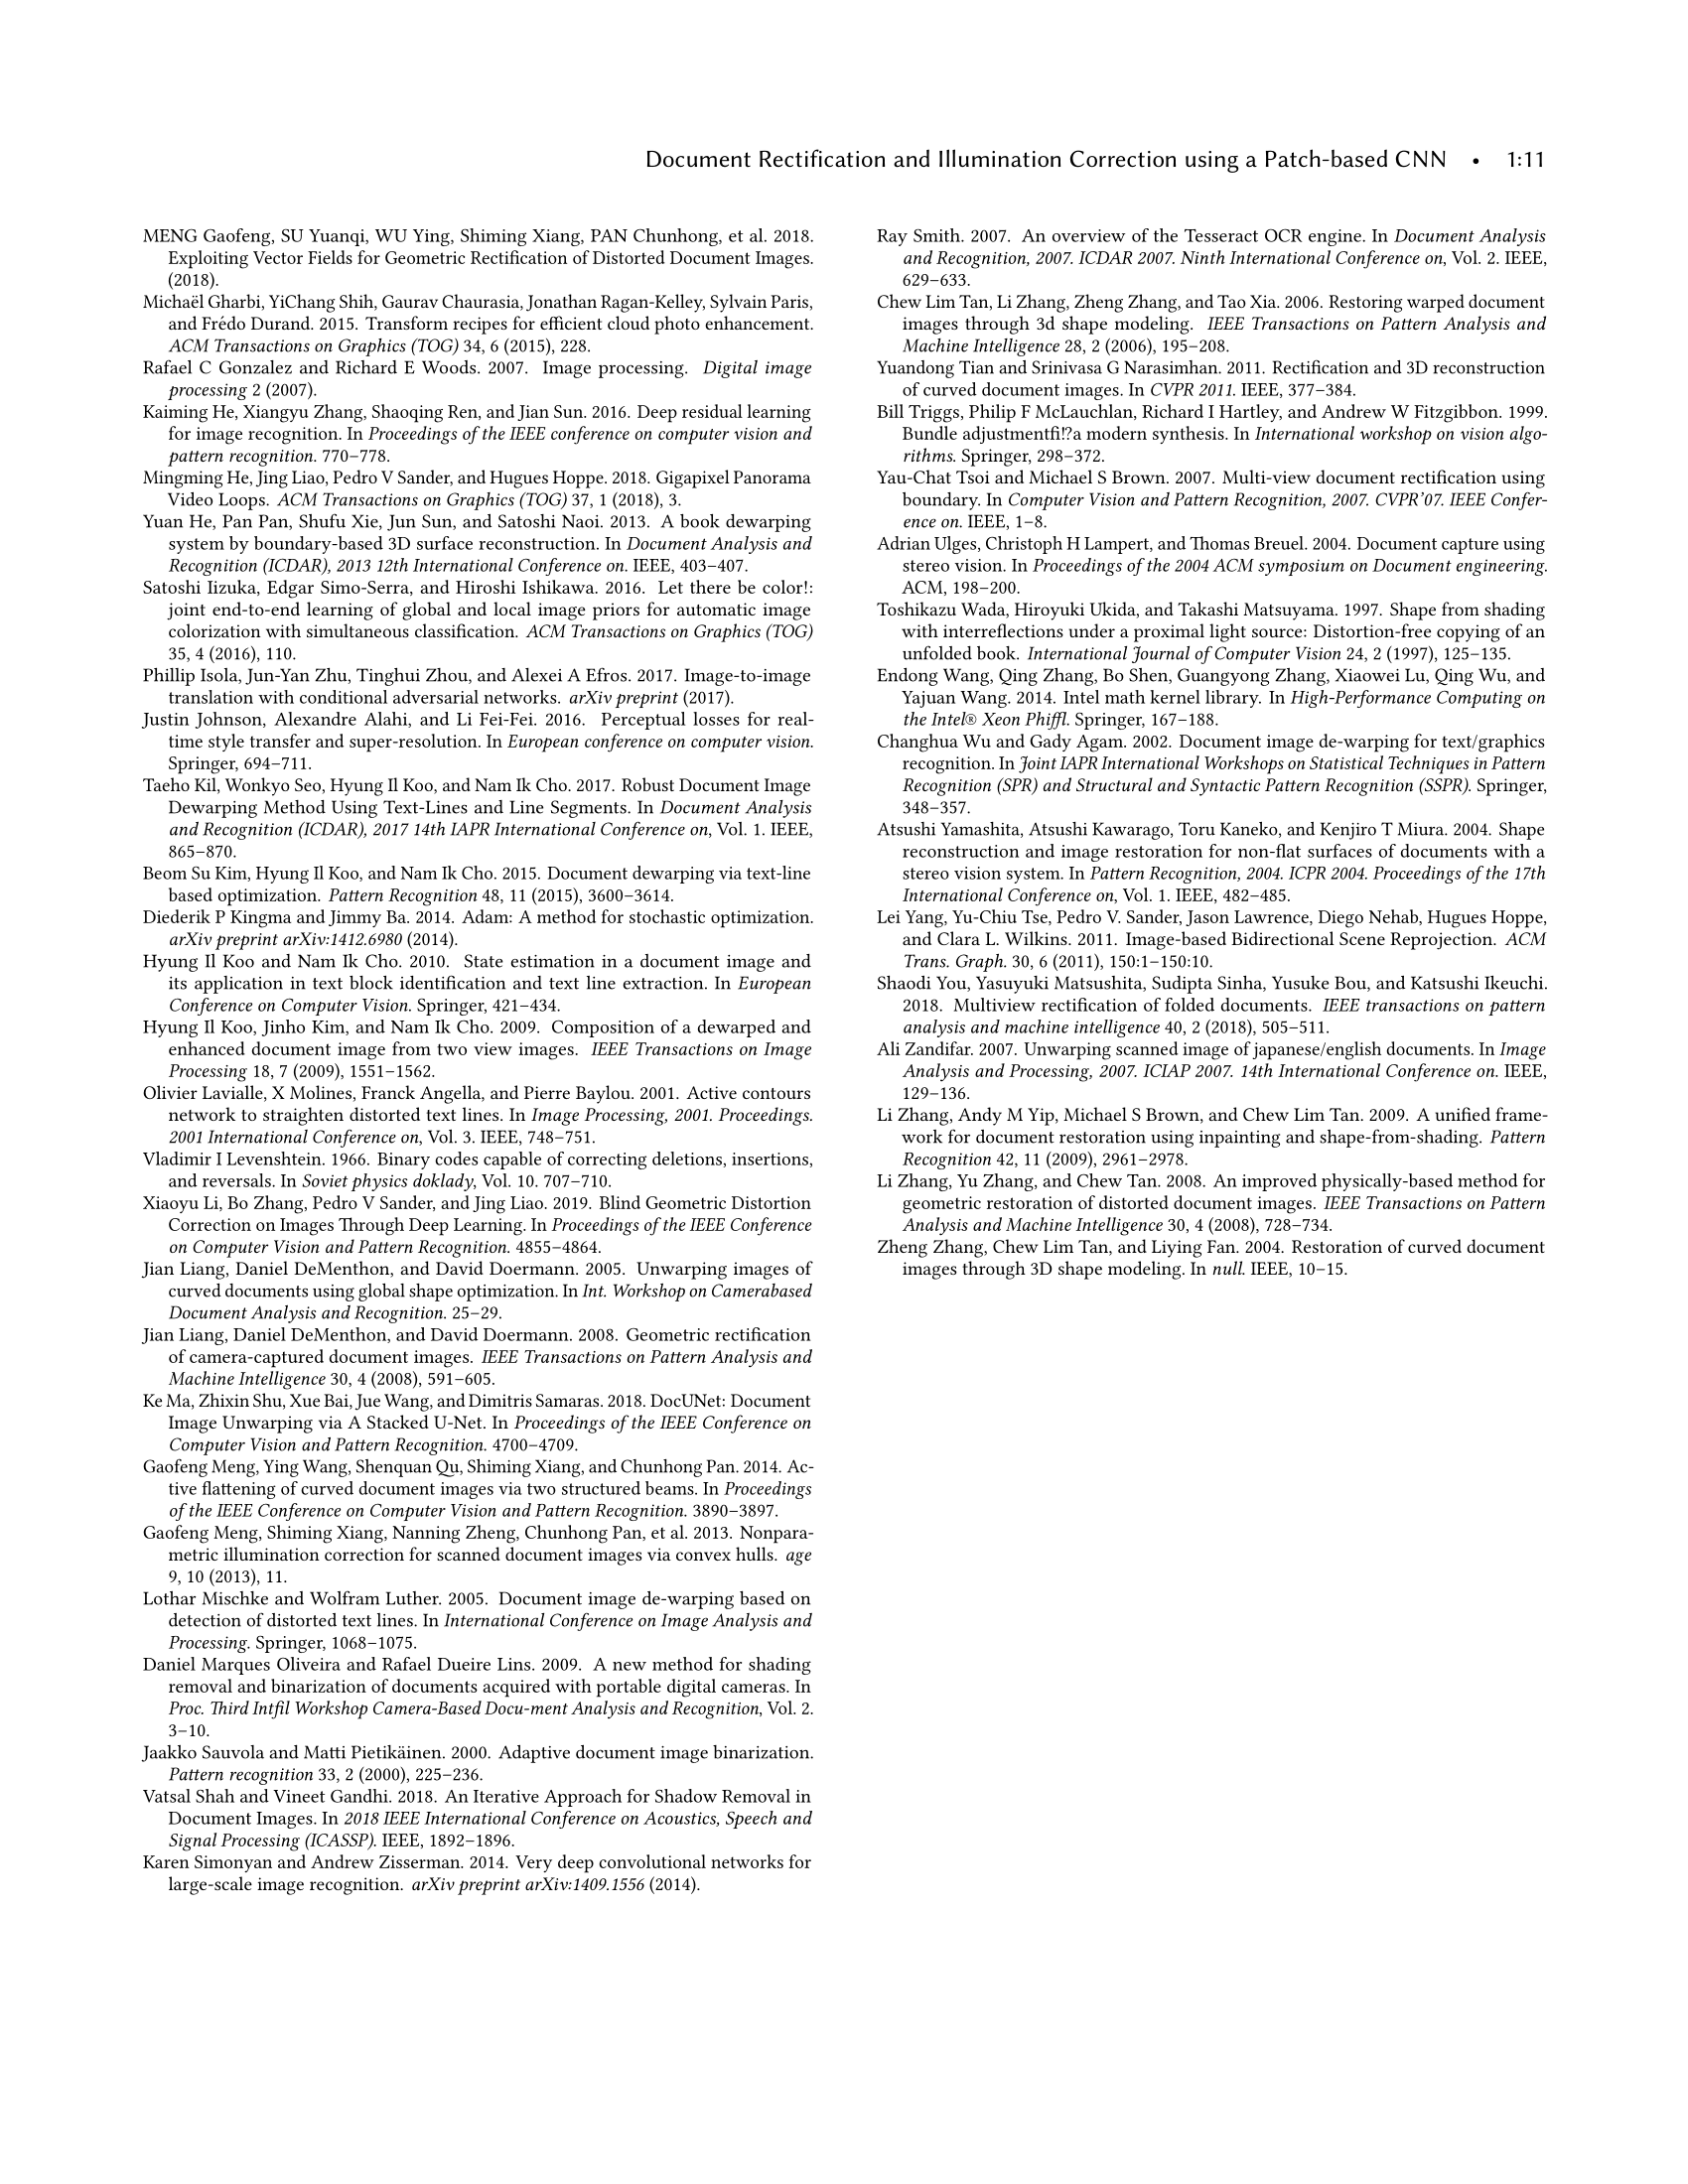 Document Rectification and Illumination Correction using a Patch-based CNN • 1:11
MENG Gaofeng, SU Yuanqi, WU Ying, Shiming Xiang, PAN Chunhong, et al. 2018.
Exploiting Vector Fields for Geometric Rectification of Distorted Document Images.
(2018).
Michaël Gharbi, YiChang Shih, Gaurav Chaurasia, Jonathan Ragan-Kelley, Sylvain Paris,
and Frédo Durand. 2015. Transform recipes for efficient cloud photo enhancement.
ACM Transactions on Graphics (TOG) 34, 6 (2015), 228.
Rafael C Gonzalez and Richard E Woods. 2007. Image processing. Digital image
processing 2 (2007).
Kaiming He, Xiangyu Zhang, Shaoqing Ren, and Jian Sun. 2016. Deep residual learning
for image recognition. In Proceedings of the IEEE conference on computer vision and
pattern recognition. 770–778.
Mingming He, Jing Liao, Pedro V Sander, and Hugues Hoppe. 2018. Gigapixel Panorama
Video Loops. ACM Transactions on Graphics (TOG) 37, 1 (2018), 3.
Yuan He, Pan Pan, Shufu Xie, Jun Sun, and Satoshi Naoi. 2013. A book dewarping
system by boundary-based 3D surface reconstruction. In Document Analysis and
Recognition (ICDAR), 2013 12th International Conference on. IEEE, 403–407.
Satoshi Iizuka, Edgar Simo-Serra, and Hiroshi Ishikawa. 2016. Let there be color!:
joint end-to-end learning of global and local image priors for automatic image
colorization with simultaneous classification. ACM Transactions on Graphics (TOG)
35, 4 (2016), 110.
Phillip Isola, Jun-Yan Zhu, Tinghui Zhou, and Alexei A Efros. 2017. Image-to-image
translation with conditional adversarial networks. arXiv preprint (2017).
Justin Johnson, Alexandre Alahi, and Li Fei-Fei. 2016. Perceptual losses for real-
time style transfer and super-resolution. In European conference on computer vision.
Springer, 694–711.
Taeho Kil, Wonkyo Seo, Hyung Il Koo, and Nam Ik Cho. 2017. Robust Document Image
Dewarping Method Using Text-Lines and Line Segments. In Document Analysis
and Recognition (ICDAR), 2017 14th IAPR International Conference on, Vol. 1. IEEE,
865–870.
Beom Su Kim, Hyung Il Koo, and Nam Ik Cho. 2015. Document dewarping via text-line
based optimization. Pattern Recognition 48, 11 (2015), 3600–3614.
Diederik P Kingma and Jimmy Ba. 2014. Adam: A method for stochastic optimization.
arXiv preprint arXiv:1412.6980 (2014).
Hyung Il Koo and Nam Ik Cho. 2010. State estimation in a document image and
its application in text block identification and text line extraction. In European
Conference on Computer Vision. Springer, 421–434.
Hyung Il Koo, Jinho Kim, and Nam Ik Cho. 2009. Composition of a dewarped and
enhanced document image from two view images. IEEE Transactions on Image
Processing 18, 7 (2009), 1551–1562.
Olivier Lavialle, X Molines, Franck Angella, and Pierre Baylou. 2001. Active contours
network to straighten distorted text lines. In Image Processing, 2001. Proceedings.
2001 International Conference on, Vol. 3. IEEE, 748–751.
Vladimir I Levenshtein. 1966. Binary codes capable of correcting deletions, insertions,
and reversals. In Soviet physics doklady, Vol. 10. 707–710.
Xiaoyu Li, Bo Zhang, Pedro V Sander, and Jing Liao. 2019. Blind Geometric Distortion
Correction on Images Through Deep Learning. In Proceedings of the IEEE Conference
on Computer Vision and Pattern Recognition. 4855–4864.
Jian Liang, Daniel DeMenthon, and David Doermann. 2005. Unwarping images of
curved documents using global shape optimization. In Int. Workshop on Camerabased
Document Analysis and Recognition. 25–29.
Jian Liang, Daniel DeMenthon, and David Doermann. 2008. Geometric rectification
of camera-captured document images. IEEE Transactions on Pattern Analysis and
Machine Intelligence 30, 4 (2008), 591–605.
Ke Ma, Zhixin Shu, Xue Bai, Jue Wang, and Dimitris Samaras. 2018. DocUNet: Document
Image Unwarping via A Stacked U-Net. In Proceedings of the IEEE Conference on
Computer Vision and Pattern Recognition. 4700–4709.
Gaofeng Meng, Ying Wang, Shenquan Qu, Shiming Xiang, and Chunhong Pan. 2014. Ac-
tive flattening of curved document images via two structured beams. In Proceedings
of the IEEE Conference on Computer Vision and Pattern Recognition. 3890–3897.
Gaofeng Meng, Shiming Xiang, Nanning Zheng, Chunhong Pan, et al. 2013. Nonpara-
metric illumination correction for scanned document images via convex hulls. age
9, 10 (2013), 11.
Lothar Mischke and Wolfram Luther. 2005. Document image de-warping based on
detection of distorted text lines. In International Conference on Image Analysis and
Processing. Springer, 1068–1075.
Daniel Marques Oliveira and Rafael Dueire Lins. 2009. A new method for shading
removal and binarization of documents acquired with portable digital cameras. In
Proc. Third Intfil Workshop Camera-Based Docu-ment Analysis and Recognition, Vol. 2.
3–10.
Jaakko Sauvola and Matti Pietikäinen. 2000. Adaptive document image binarization.
Pattern recognition 33, 2 (2000), 225–236.
Vatsal Shah and Vineet Gandhi. 2018. An Iterative Approach for Shadow Removal in
Document Images. In 2018 IEEE International Conference on Acoustics, Speech and
Signal Processing (ICASSP). IEEE, 1892–1896.
Karen Simonyan and Andrew Zisserman. 2014. Very deep convolutional networks for
large-scale image recognition. arXiv preprint arXiv:1409.1556 (2014).
Ray Smith. 2007. An overview of the Tesseract OCR engine. In Document Analysis
and Recognition, 2007. ICDAR 2007. Ninth International Conference on, Vol. 2. IEEE,
629–633.
Chew Lim Tan, Li Zhang, Zheng Zhang, and Tao Xia. 2006. Restoring warped document
images through 3d shape modeling. IEEE Transactions on Pattern Analysis and
Machine Intelligence 28, 2 (2006), 195–208.
Yuandong Tian and Srinivasa G Narasimhan. 2011. Rectification and 3D reconstruction
of curved document images. In CVPR 2011. IEEE, 377–384.
Bill Triggs, Philip F McLauchlan, Richard I Hartley, and Andrew W Fitzgibbon. 1999.
Bundle adjustmentfi!?a modern synthesis. In International workshop on vision algo-
rithms. Springer, 298–372.
Yau-Chat Tsoi and Michael S Brown. 2007. Multi-view document rectification using
boundary. In Computer Vision and Pattern Recognition, 2007. CVPR'07. IEEE Confer-
ence on. IEEE, 1–8.
Adrian Ulges, Christoph H Lampert, and Thomas Breuel. 2004. Document capture using
stereo vision. In Proceedings of the 2004 ACM symposium on Document engineering.
ACM, 198–200.
Toshikazu Wada, Hiroyuki Ukida, and Takashi Matsuyama. 1997. Shape from shading
with interreflections under a proximal light source: Distortion-free copying of an
unfolded book. International Journal of Computer Vision 24, 2 (1997), 125–135.
Endong Wang, Qing Zhang, Bo Shen, Guangyong Zhang, Xiaowei Lu, Qing Wu, and
Yajuan Wang. 2014. Intel math kernel library. In High-Performance Computing on
the Intel® Xeon Phiffl. Springer, 167–188.
Changhua Wu and Gady Agam. 2002. Document image de-warping for text/graphics
recognition. In Joint IAPR International Workshops on Statistical Techniques in Pattern
Recognition (SPR) and Structural and Syntactic Pattern Recognition (SSPR). Springer,
348–357.
Atsushi Yamashita, Atsushi Kawarago, Toru Kaneko, and Kenjiro T Miura. 2004. Shape
reconstruction and image restoration for non-flat surfaces of documents with a
stereo vision system. In Pattern Recognition, 2004. ICPR 2004. Proceedings of the 17th
International Conference on, Vol. 1. IEEE, 482–485.
Lei Yang, Yu-Chiu Tse, Pedro V. Sander, Jason Lawrence, Diego Nehab, Hugues Hoppe,
and Clara L. Wilkins. 2011. Image-based Bidirectional Scene Reprojection. ACM
Trans. Graph. 30, 6 (2011), 150:1–150:10.
Shaodi You, Yasuyuki Matsushita, Sudipta Sinha, Yusuke Bou, and Katsushi Ikeuchi.
2018. Multiview rectification of folded documents. IEEE transactions on pattern
analysis and machine intelligence 40, 2 (2018), 505–511.
Ali Zandifar. 2007. Unwarping scanned image of japanese/english documents. In Image
Analysis and Processing, 2007. ICIAP 2007. 14th International Conference on. IEEE,
129–136.
Li Zhang, Andy M Yip, Michael S Brown, and Chew Lim Tan. 2009. A unified frame-
work for document restoration using inpainting and shape-from-shading. Pattern
Recognition 42, 11 (2009), 2961–2978.
Li Zhang, Yu Zhang, and Chew Tan. 2008. An improved physically-based method for
geometric restoration of distorted document images. IEEE Transactions on Pattern
Analysis and Machine Intelligence 30, 4 (2008), 728–734.
Zheng Zhang, Chew Lim Tan, and Liying Fan. 2004. Restoration of curved document
images through 3D shape modeling. In null. IEEE, 10–15.